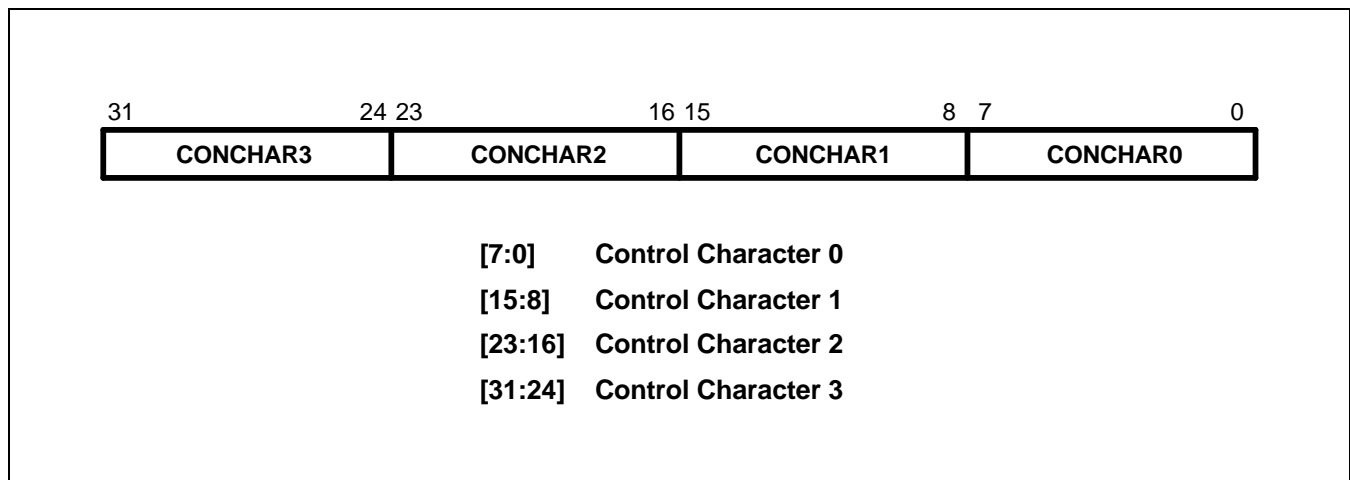 31 24 23 16 15 8 7 0
CONCHAR3 CONCHAR2 CONCHAR1 CONCHAR0
[7:0] Control Character 0
[15:8] Control Character 1
[23:16] Control Character 2
[31:24] Control Character 3